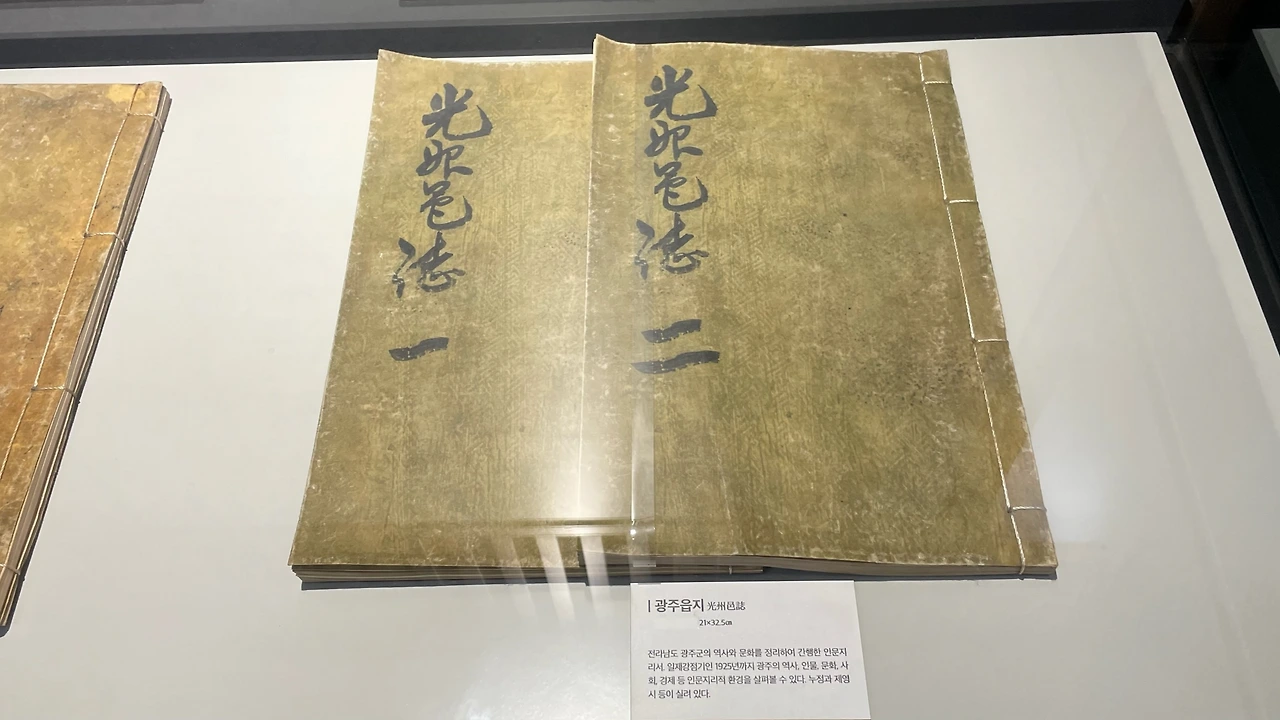 光州邑誌 一
光州邑誌 二
| 광주읍지 光州邑誌
21×32.5㎝
전라남도 광주군의 역사와 문화를 정리하여 간행한 인문지
리서. 일제강점기인 1925년까지 광주의 역사, 인물, 문화, 사
회, 경제 등 인문지리적 환경을 살펴볼 수 있다. 누정과 제영
시 등이 실려 있다.